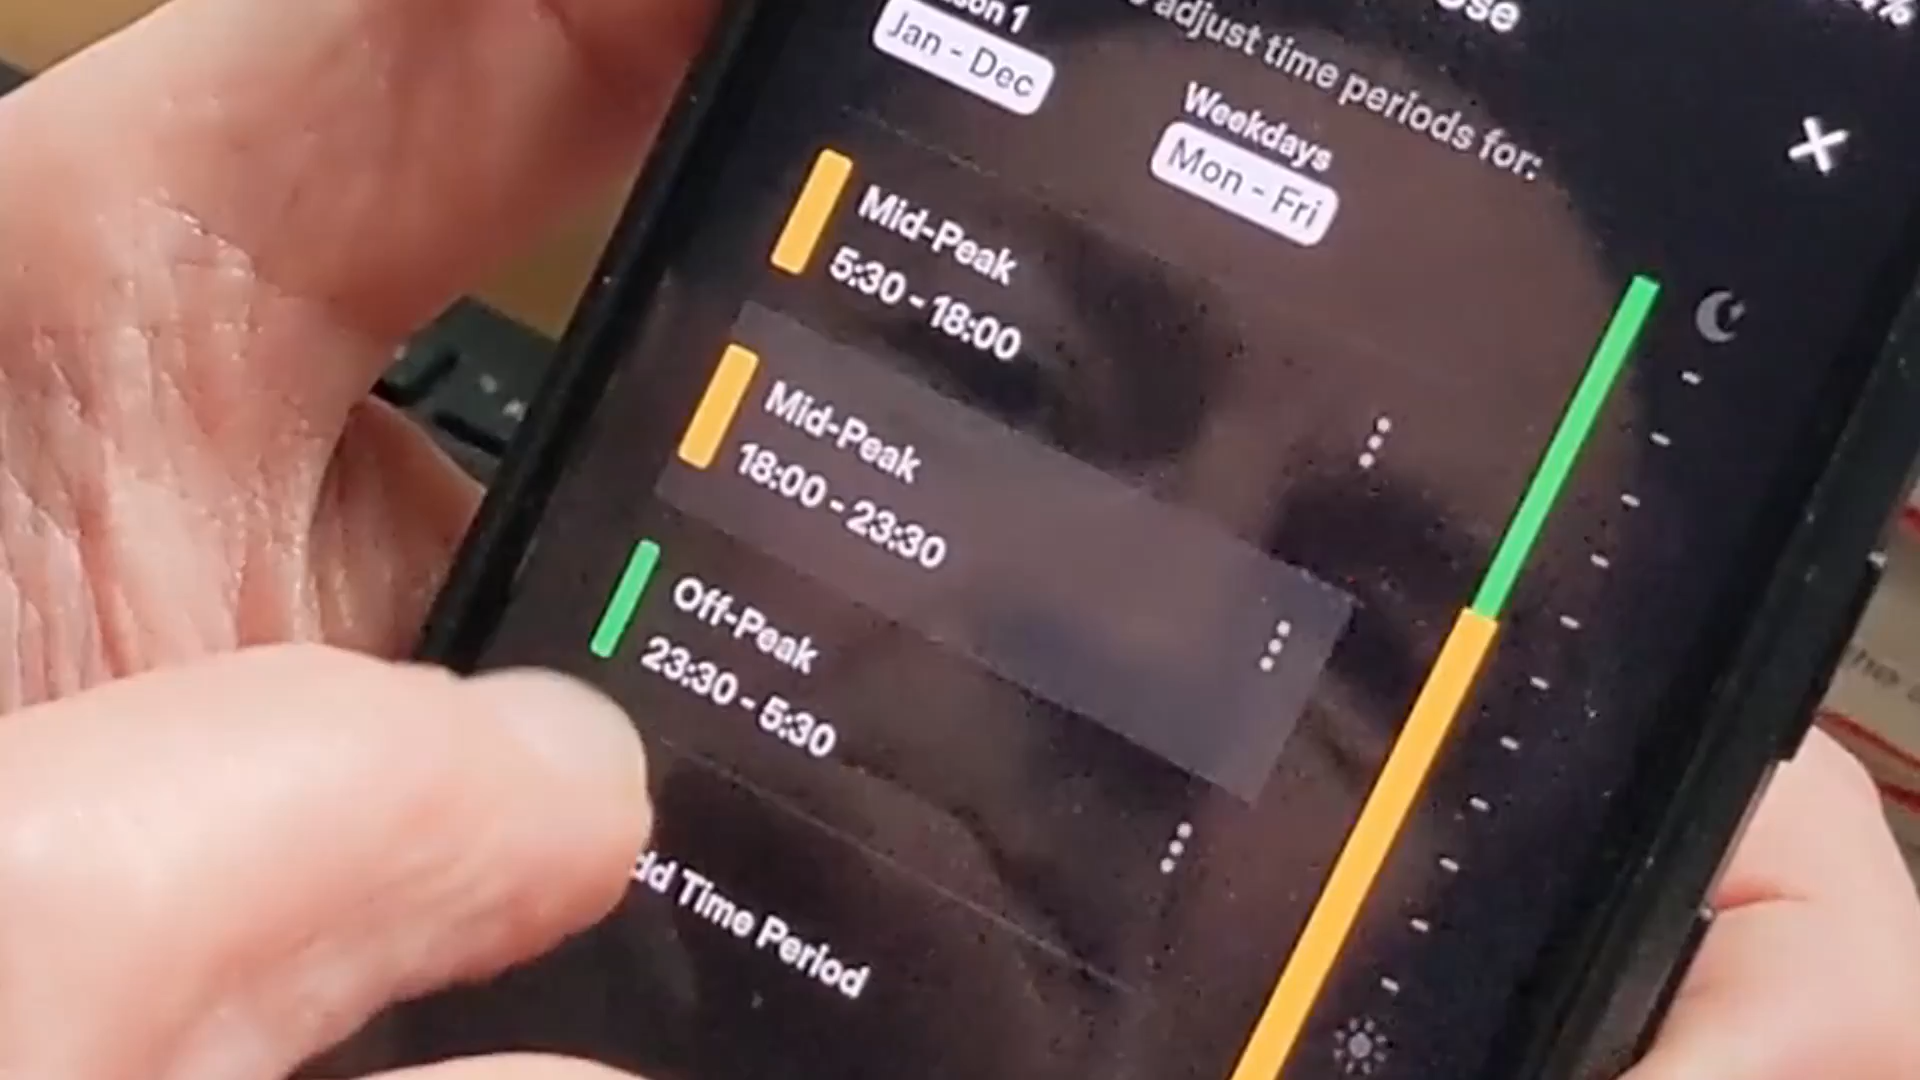 adjust time periods for:
Jan - Dec
Weekdays
Mon - Fri
Mid-Peak
5:30 - 18:00
Mid-Peak
18:00 - 23:30
Off-Peak
23:30 - 5:30
Time Period